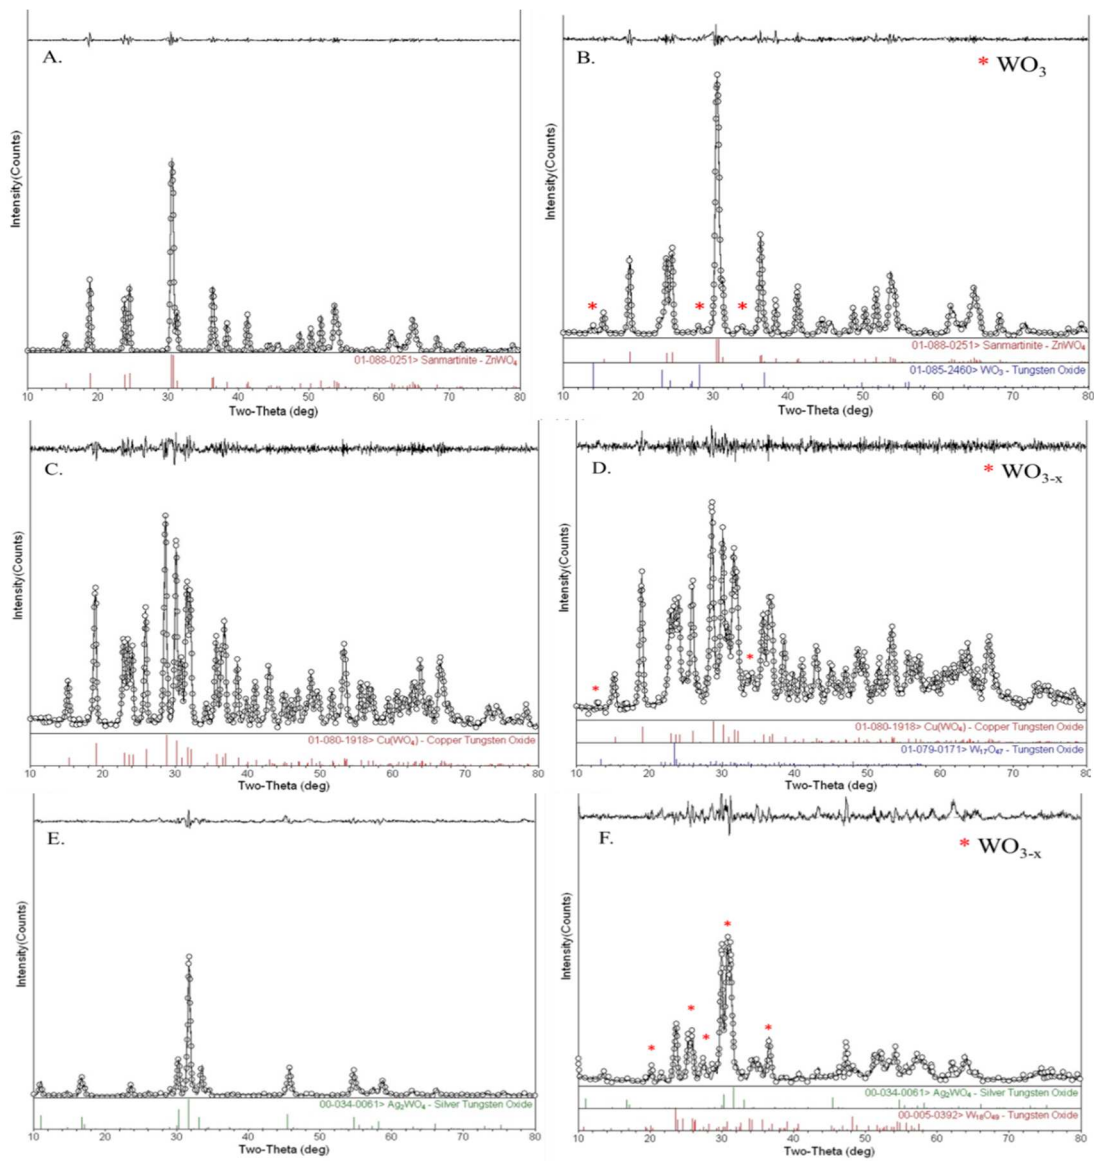 A.
Intensity(Counts)
01-088-0251> Sanmartinite - ZnWO₄
10 20 30 40 50 60 70 80
Two-Theta (deg)
B.
* WO₃
Intensity(Counts)
01-088-0251> Sanmartinite - ZnWO₄
01-085-2460> WO₃ - Tungsten Oxide
10 20 30 40 50 60 70 80
Two-Theta (deg)
C.
Intensity(Counts)
01-080-1918> Cu(WO₄) - Copper Tungsten Oxide
10 20 30 40 50 60 70 80
Two-Theta (deg)
D.
* WO₃₋ₓ
Intensity(Counts)
01-080-1918> Cu(WO₄) - Copper Tungsten Oxide
01-079-0171> W₁₇O₄₇ - Tungsten Oxide
10 20 30 40 50 60 70 80
Two-Theta (deg)
E.
Intensity(Counts)
00-034-0061> Ag₂WO₄ - Silver Tungsten Oxide
10 20 30 40 50 60 70 80
Two-Theta (deg)
F.
* WO₃₋ₓ
Intensity(Counts)
00-034-0061> Ag₂WO₄ - Silver Tungsten Oxide
00-005-0392> W₁₈O₄₉ - Tungsten Oxide
10 20 30 40 50 60 70 80
Two-Theta (deg)